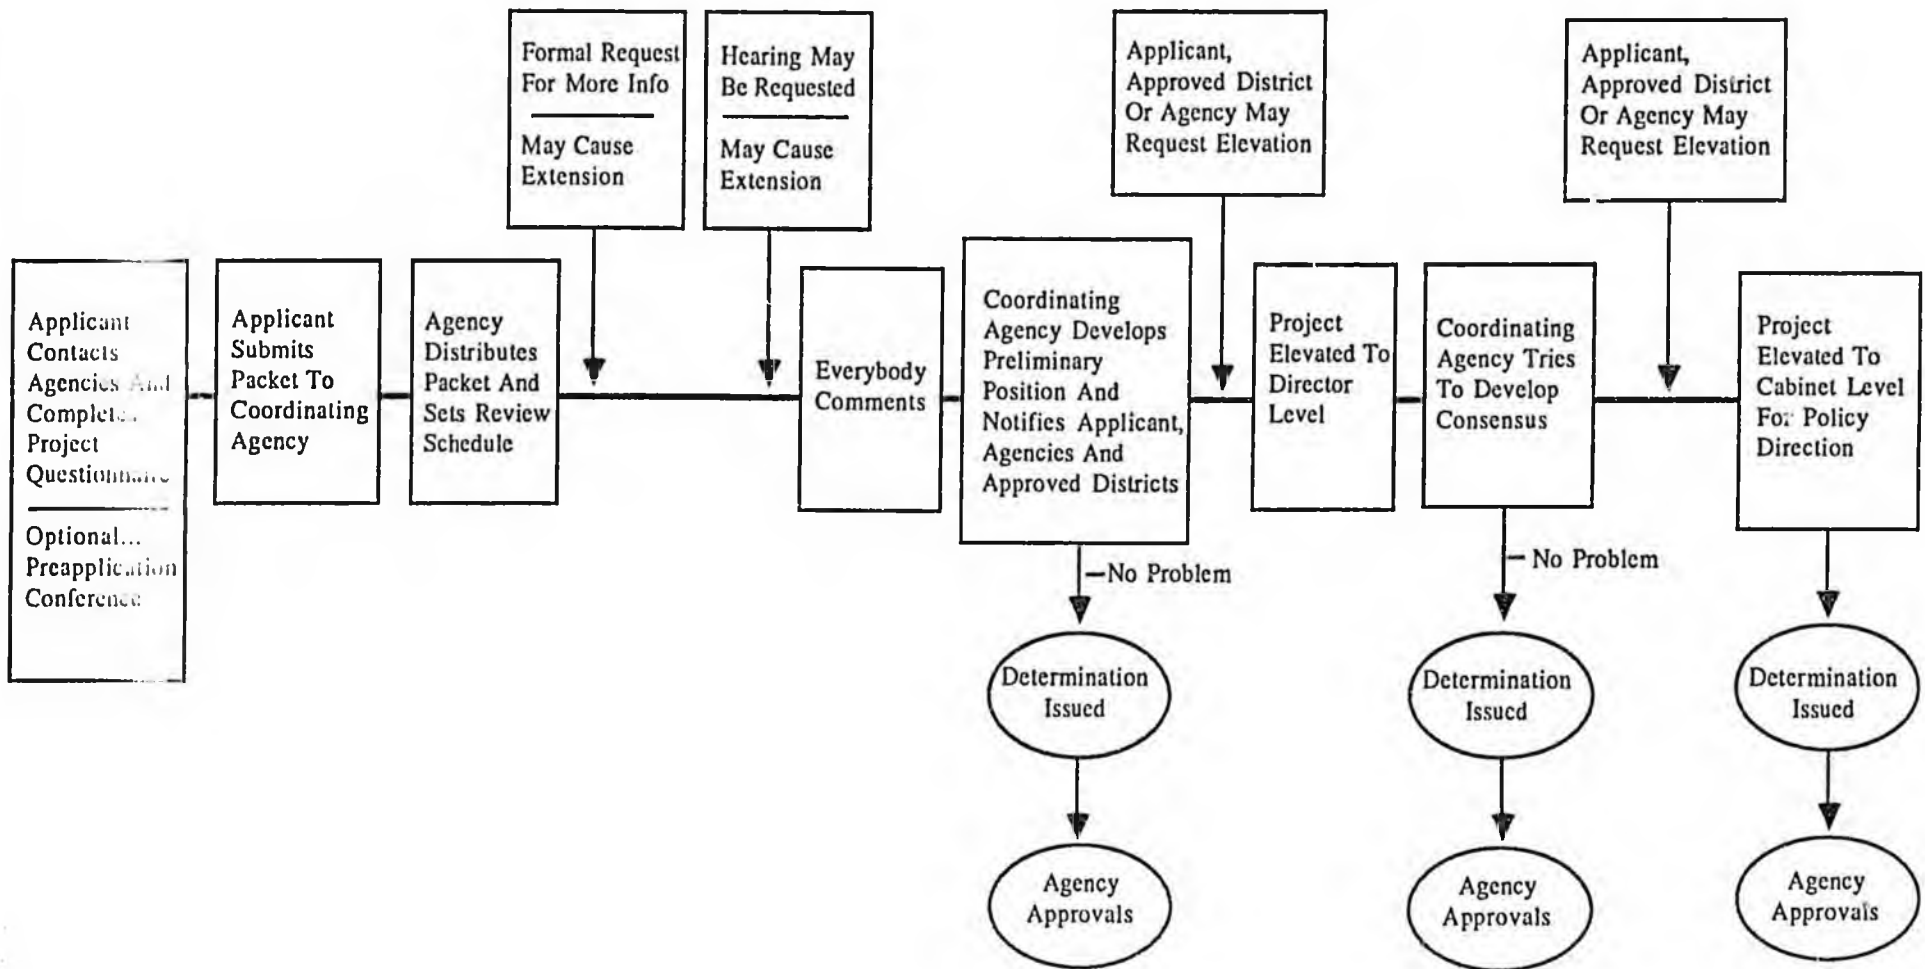 Formal Request
For More Info
May Cause
Extension
Hearing May
Be Requested
May Cause
Extension
Applicant,
Approved District
Or Agency May
Request Elevation
Applicant,
Approved District
Or Agency May
Request Elevation
Applicant
Contacts
Agencies And
Project
Questionnaire
Optional...
Preapplication
Conference
Applicant
Submits
Packet To
Coordinating
Agency
Agency
Distributes
Packet And
Sets Review
Schedule
Everybody
Comments
Coordinating
Agency Develops
Preliminary
Position And
Notifies Applicant,
Agencies And
Approved Districts
Project
Elevated To
Director
Level
Coordinating
Agency Tries
To Develop
Consensus
Project
Elevated To
Cabinet Level
For Policy
Direction
No Problem
No Problem
Determination
Issued
Determination
Issued
Determination
Issued
Agency
Approvals
Agency
Approvals
Agency
Approvals